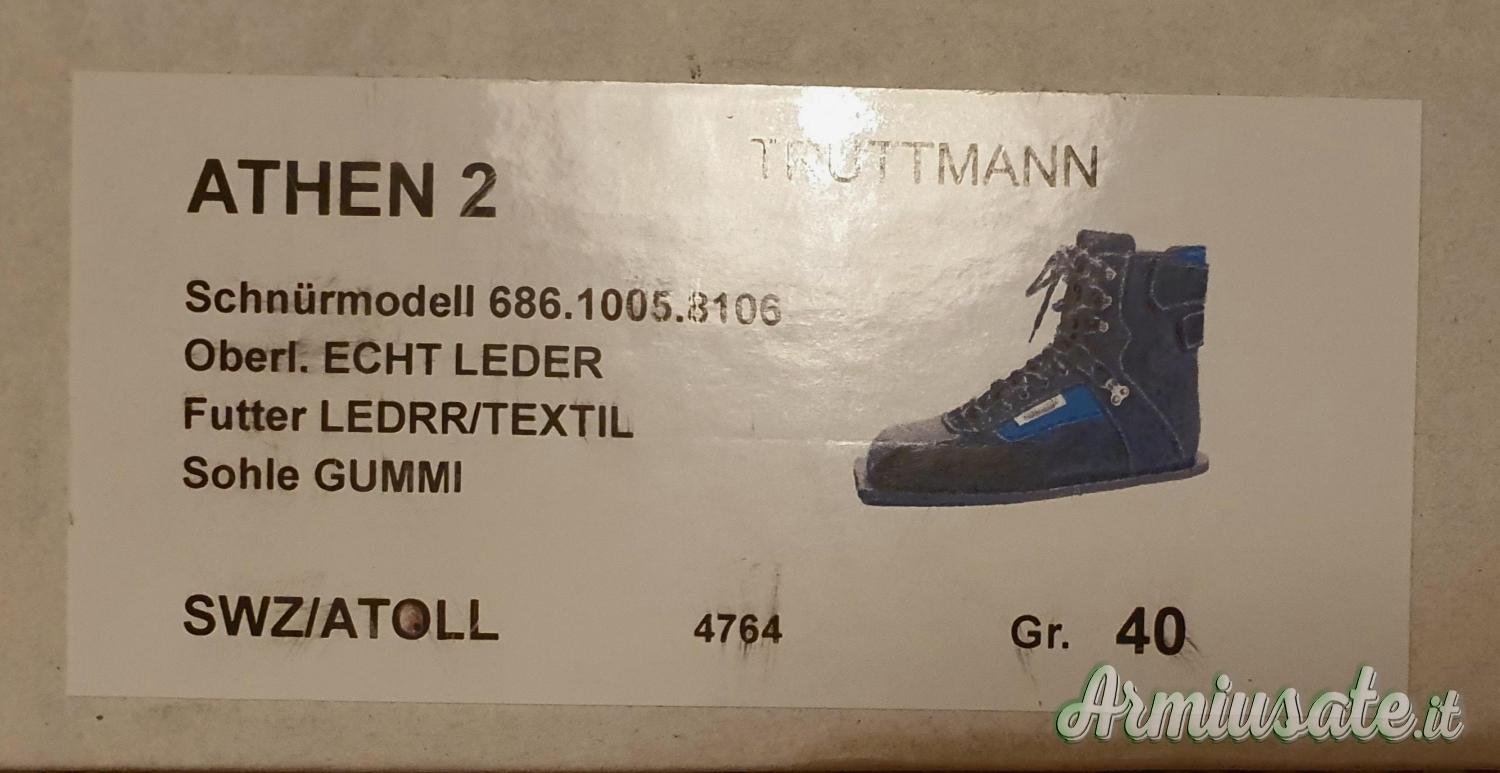 TRUTTMANN
ATHEN 2
Schnürmodell 686.1005.8106
Oberl. ECHT LEDER
Futter LEDRR/TEXTIL
Sohle GUMMI
SWZ/ATOLL 4764 Gr. 40
Armiusate.it